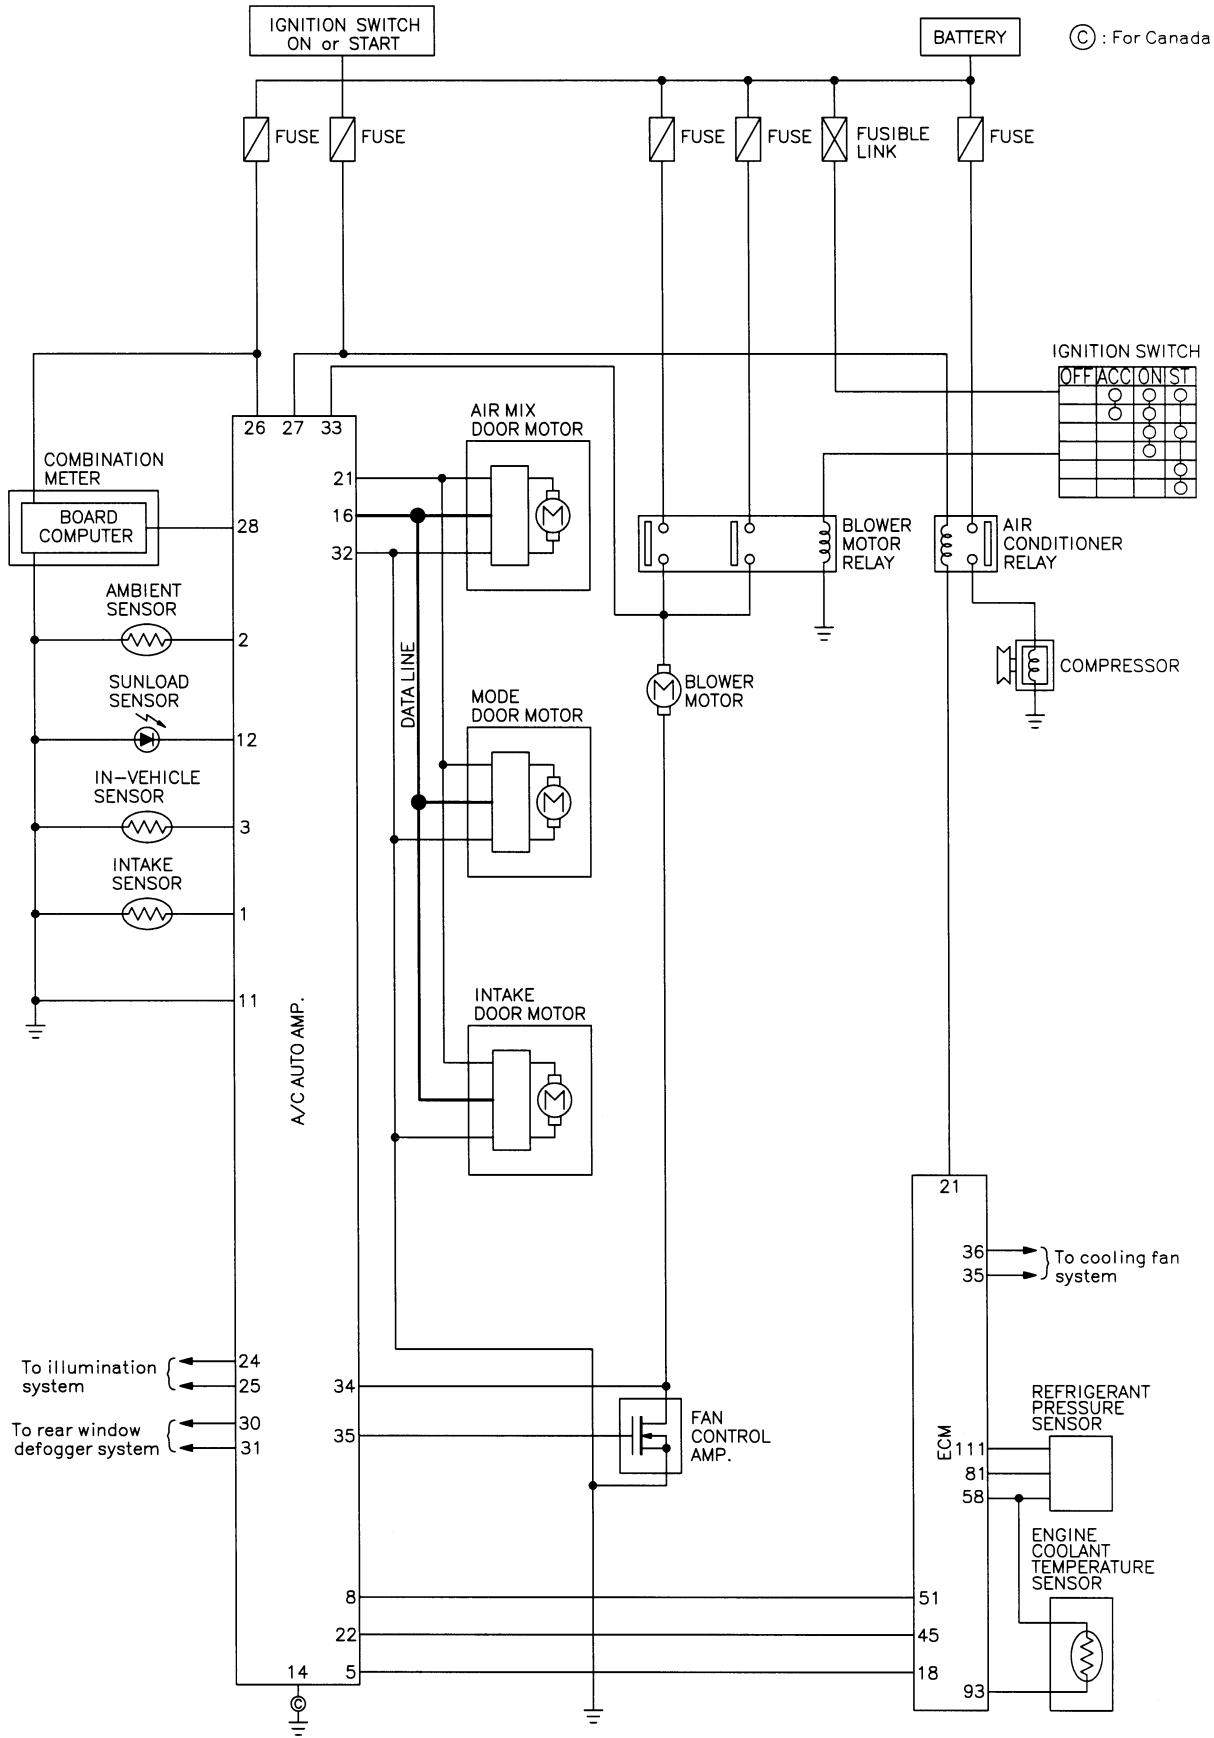 IGNITION SWITCH
ON or START
BATTERY
Ⓒ : For Canada
FUSE
FUSE
FUSE
FUSE
FUSIBLE
LINK
FUSE
IGNITION SWITCH
OFF ACC ON ST
26 27 33
AIR MIX
DOOR MOTOR
COMBINATION
METER
BOARD
COMPUTER
21
16
32
28
M
BLOWER
MOTOR
RELAY
AIR
CONDITIONER
RELAY
AMBIENT
SENSOR
2
DATA LINE
SUNLOAD
SENSOR
12
MODE
DOOR MOTOR
M
M
BLOWER
MOTOR
COMPRESSOR
IN-VEHICLE
SENSOR
3
INTAKE
SENSOR
1
11
A/C AUTO AMP.
INTAKE
DOOR MOTOR
M
21
36
35
To cooling fan
system
To illumination
system
24
25
To rear window
defogger system
30
31
34
35
FAN
CONTROL
AMP.
ECM
REFRIGERANT
PRESSURE
SENSOR
111
81
58
ENGINE
COOLANT
TEMPERATURE
SENSOR
8
22
5
51
45
18
93
14
Ⓒ